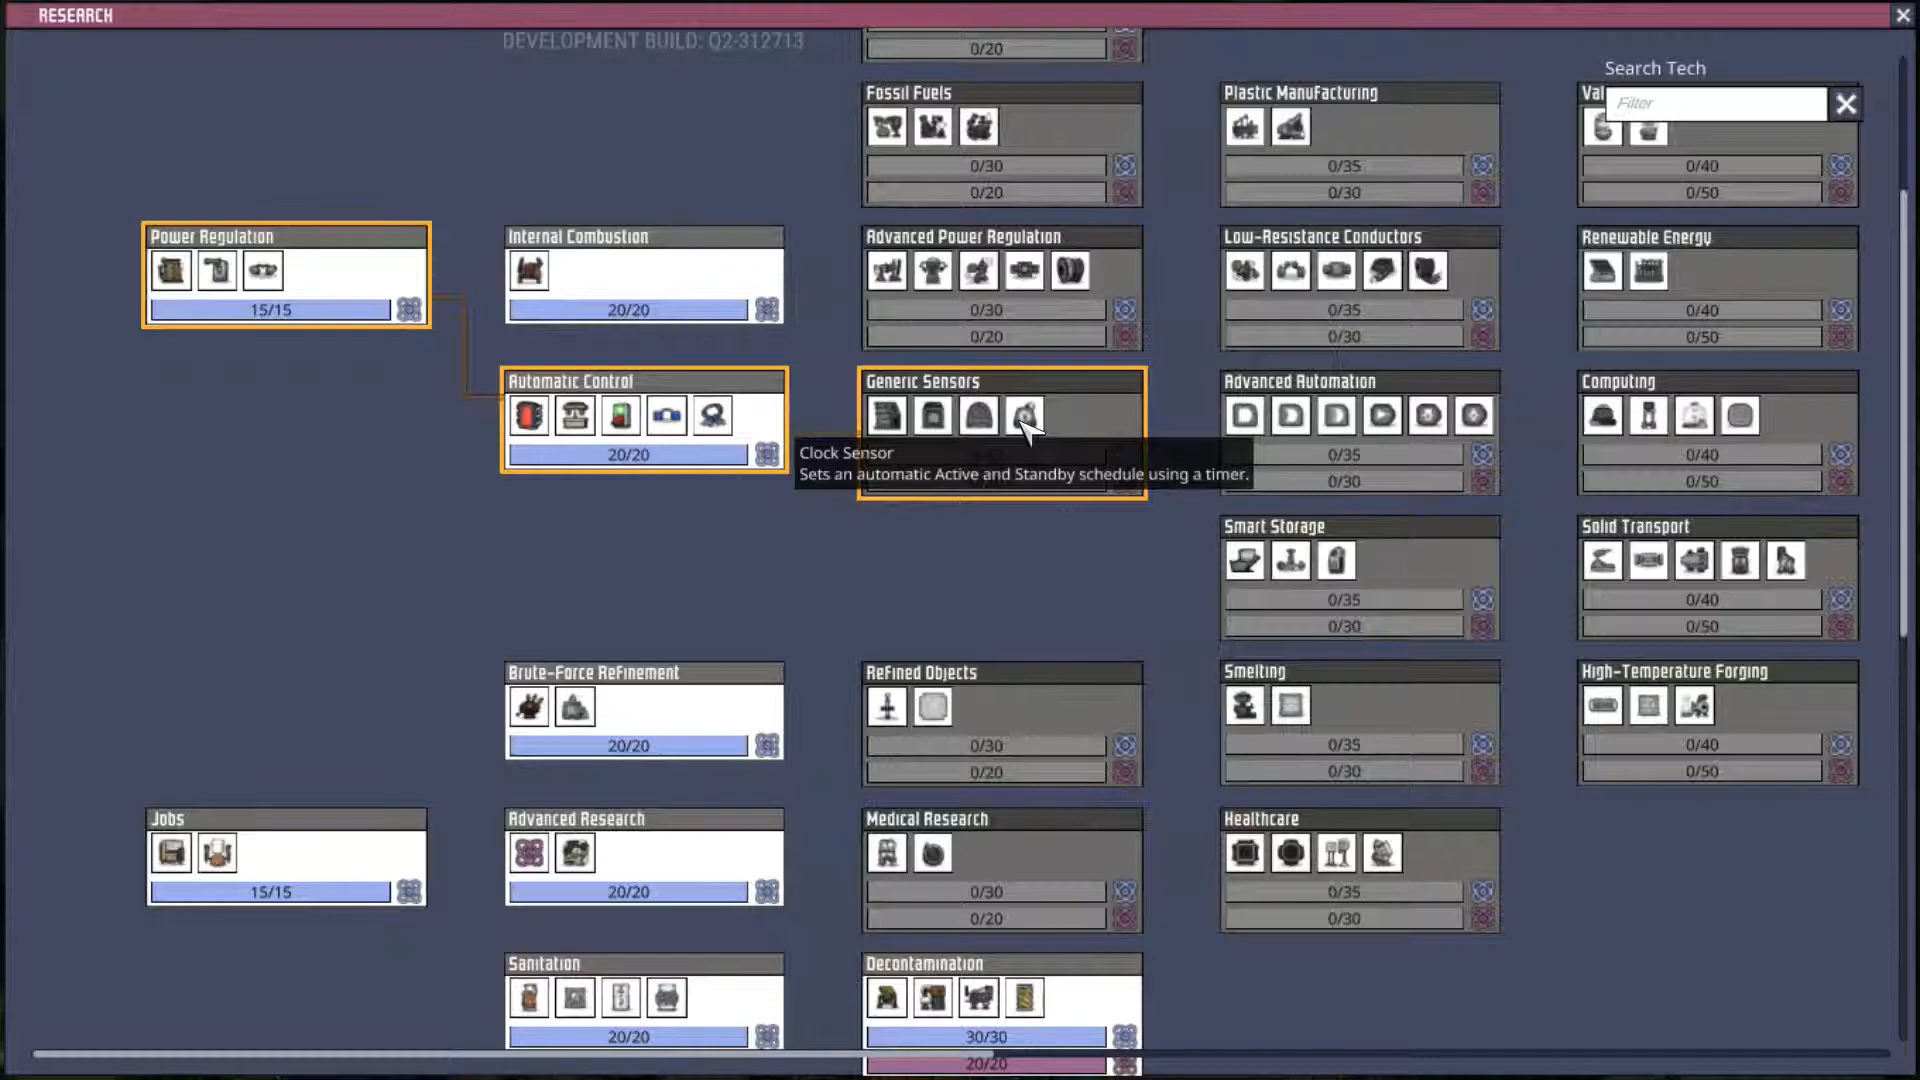 RESEARCH
DEVELOPMENT BUILD: Q2-312713
0/20
Search Tech
Filter
Fossil Fuels
0/30
0/20
Plastic Manufacturing
0/35
0/30
0/40
0/50
Power Regulation
15/15
Internal Combustion
20/20
Advanced Power Regulation
0/30
0/20
Low-Resistance Conductors
0/35
0/30
Renewable Energy
0/40
0/50
Automatic Control
20/20
Generic Sensors
Clock Sensor
Sets an automatic Active and Standby schedule using a timer.
Advanced Automation
0/35
0/30
Computing
0/40
0/50
Smart Storage
0/35
0/30
Solid Transport
0/40
0/50
Brute-Force Refinement
20/20
Refined Objects
0/30
0/20
Smelting
0/35
0/30
High-Temperature Forging
0/40
0/50
Jobs
15/15
Advanced Research
20/20
Medical Research
0/30
0/20
Healthcare
0/35
0/30
Sanitation
20/20
Decontamination
30/30
20/20